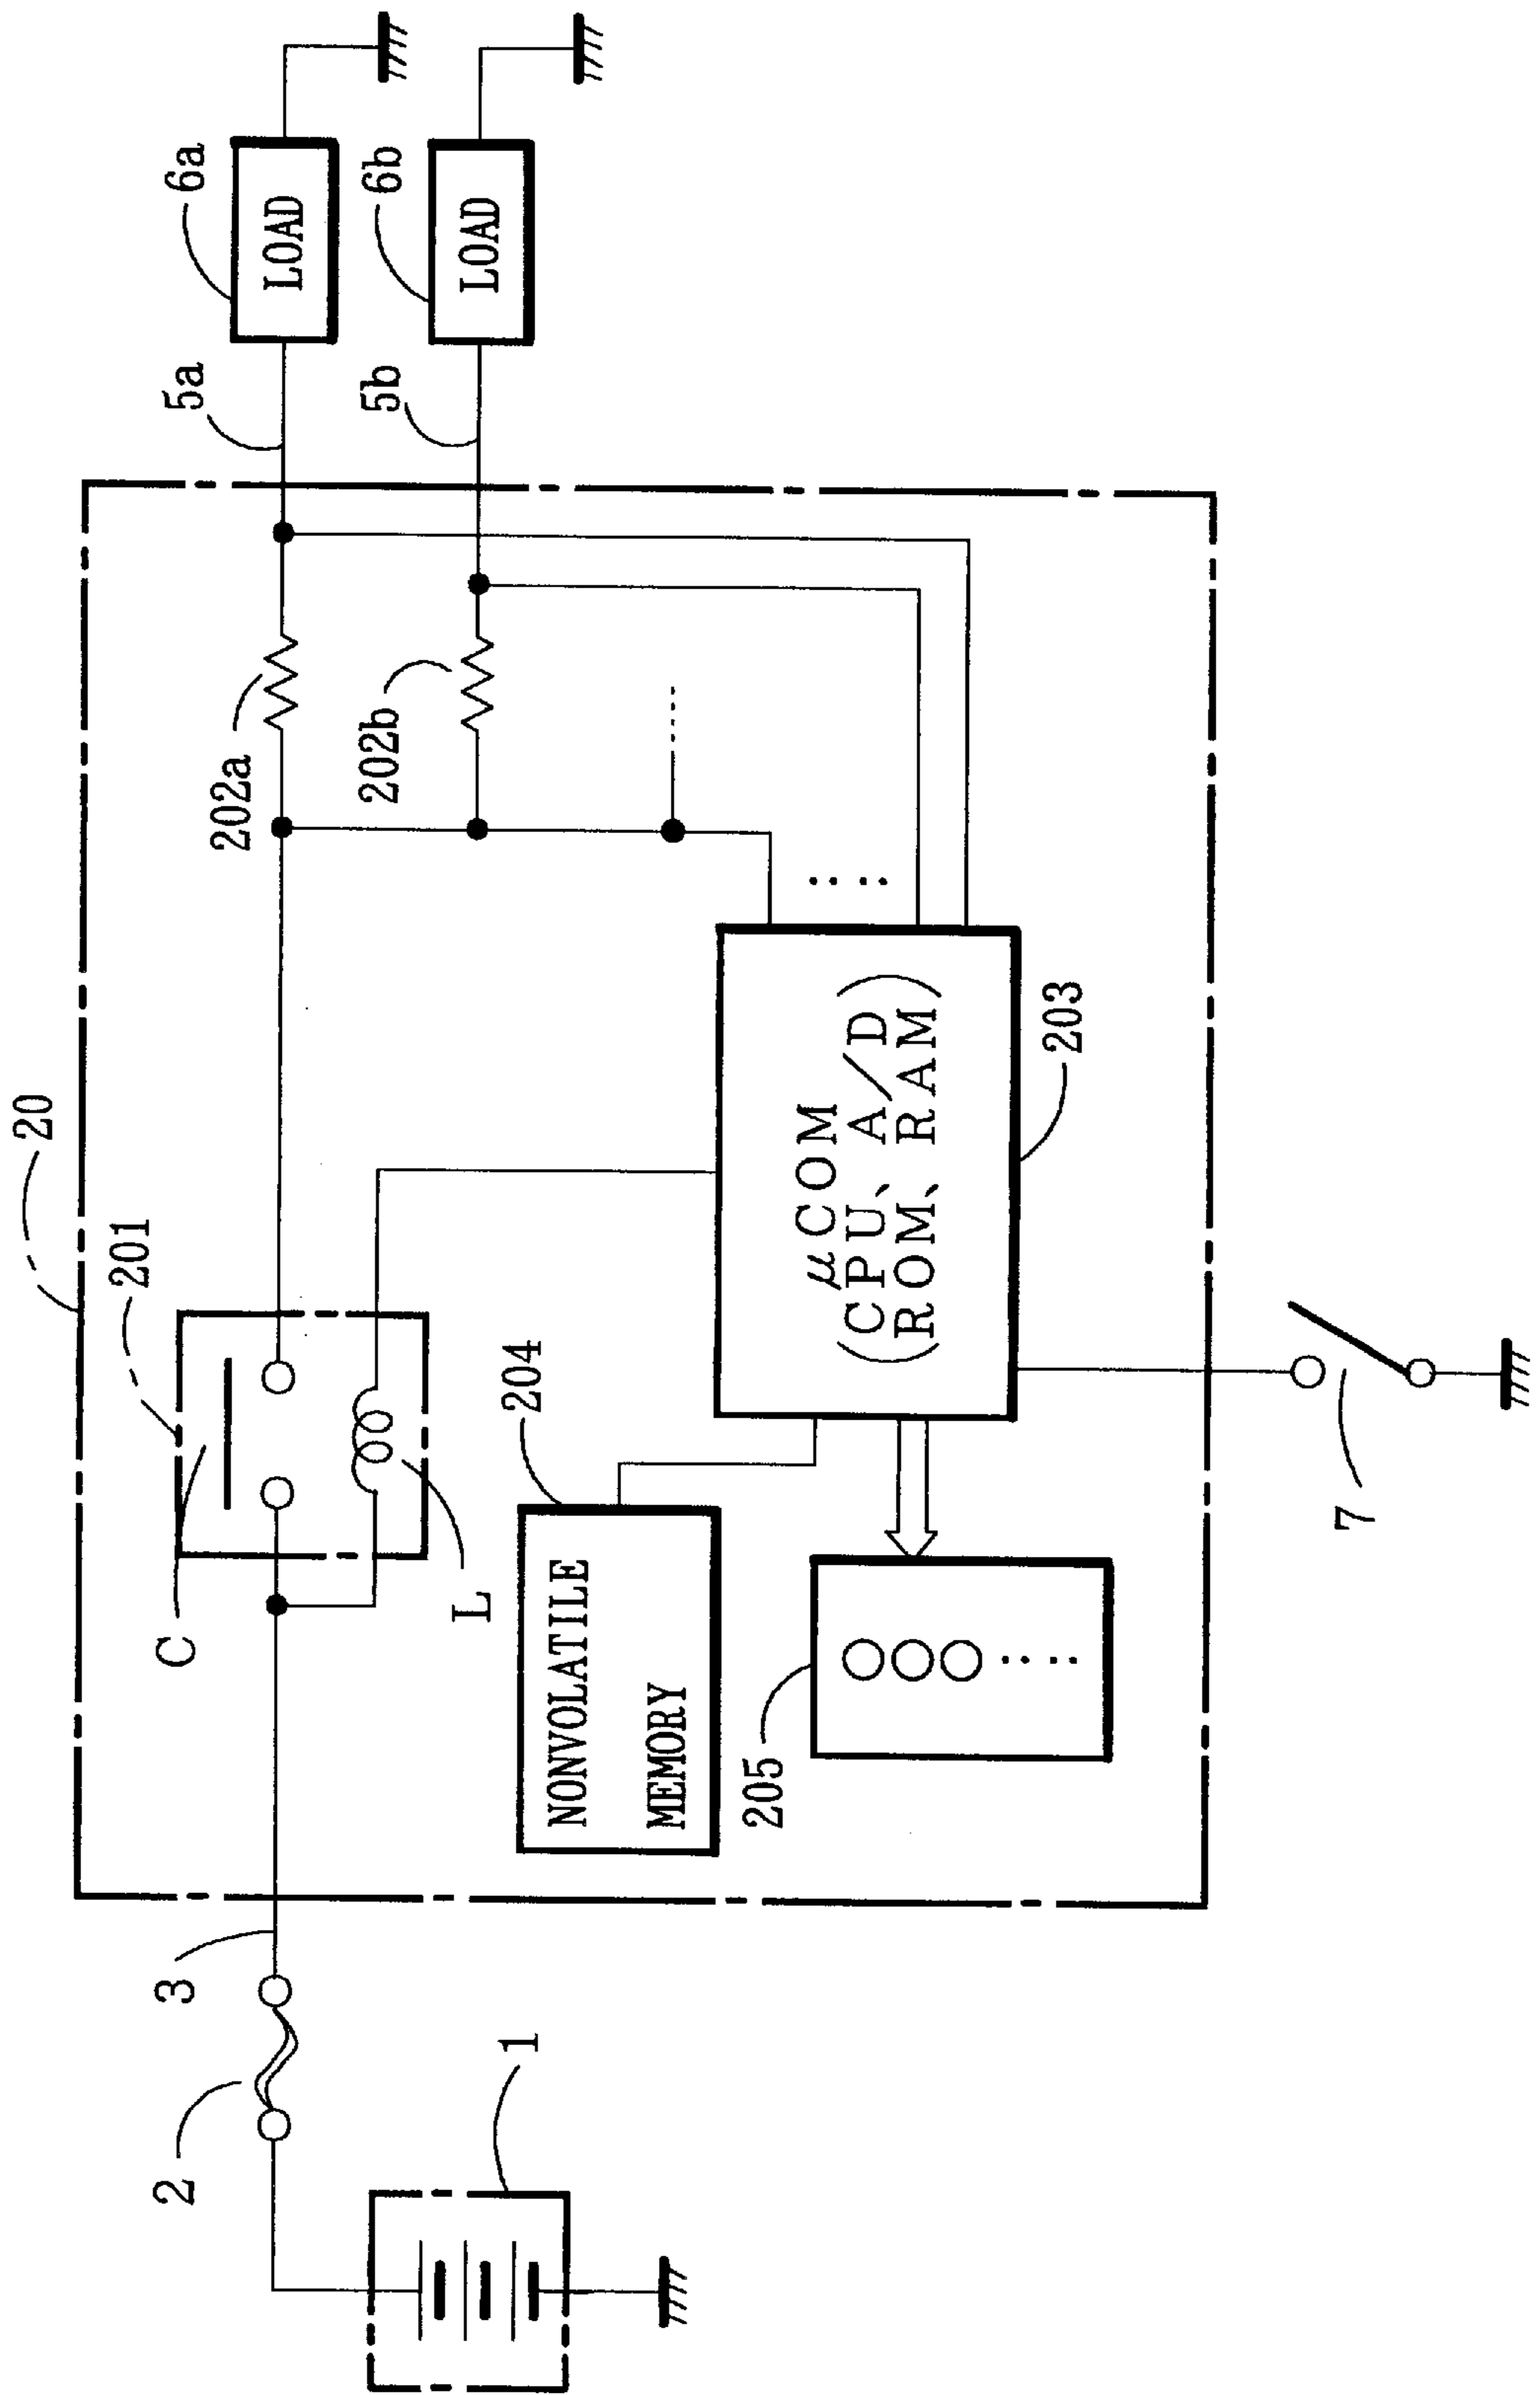 20
201
C
L
202a
202b
5a
5b
6a
6b
LOAD
LOAD
3
2
1
204
NONVOLATILE
MEMORY
205
μCOM
(CPU、A/D
ROM、RAM)
203
7